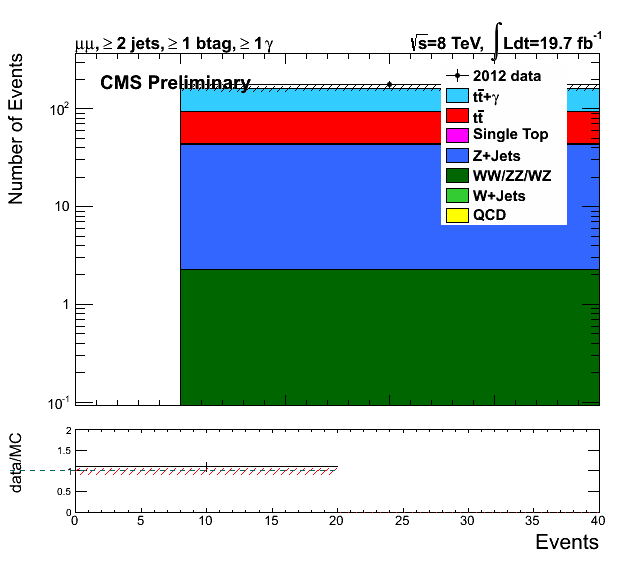 μμ, ≥ 2 jets, ≥ 1 btag, ≥ 1γ
√s=8 TeV, ∫ Ldt=19.7 fb⁻¹
CMS Preliminary
Number of Events
10²
10
1
10⁻¹
2012 data
tt̄+γ
tt̄
Single Top
Z+Jets
WW/ZZ/WZ
W+Jets
QCD
data/MC
2
1.5
1
0.5
0
0 5 10 15 20 25 30 35 40
Events